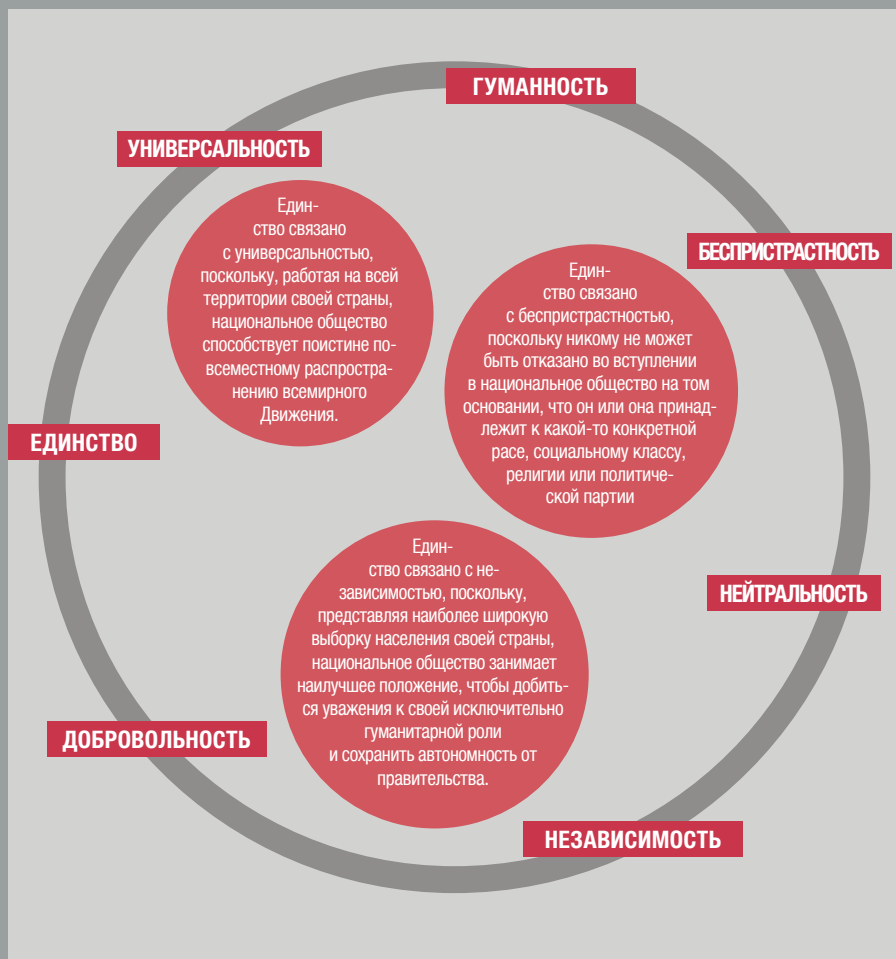 ГУМАННОСТЬ
УНИВЕРСАЛЬНОСТЬ
Един-
ство связано
с универсальностью,
поскольку, работая на всей
территории своей страны,
национальное общество
способствует поистине по-
всеместному распростра-
нению всемирного
Движения.
БЕСПРИСТРАСТНОСТЬ
Един-
ство связано
с беспристрастностью,
поскольку никому не может
быть отказано во вступлении
в национальное общество на том
основании, что он или она принад-
лежит к какой-то конкретной
расе, социальному классу,
религии или политиче-
ской партии
ЕДИНСТВО
Един-
ство связано с не-
зависимостью, поскольку,
представляя наиболее широкую
выборку населения своей страны,
национальное общество занимает
наилучшее положение, чтобы добить-
ся уважения к своей исключительно
гуманитарной роли
и сохранить автономность от
правительства.
НЕЙТРАЛЬНОСТЬ
ДОБРОВОЛЬНОСТЬ
НЕЗАВИСИМОСТЬ